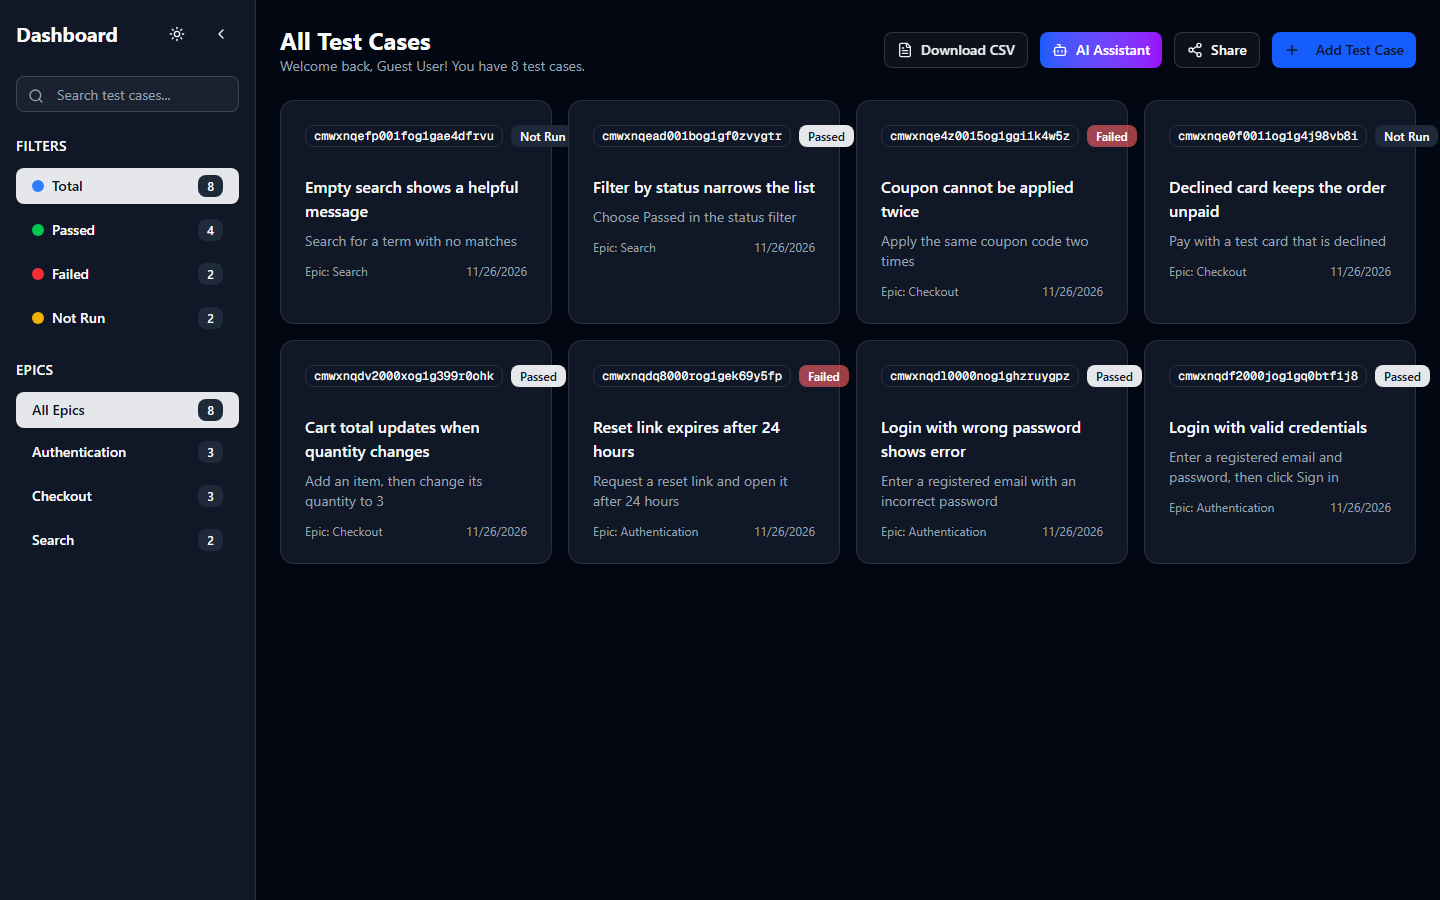 Dashboard
Search test cases...
FILTERS
Total 8
Passed 4
Failed 2
Not Run 2
EPICS
All Epics 8
Authentication 3
Checkout 3
Search 2
All Test Cases
Welcome back, Guest User! You have 8 test cases.
Download CSV
AI Assistant
Share
Add Test Case
cmwxnqefp001fog1gae4dfrvu Not Run
Empty search shows a helpful
message
Search for a term with no matches
Epic: Search 11/26/2026
cmwxnqead001bog1gf0zvygtr Passed
Filter by status narrows the list
Choose Passed in the status filter
Epic: Search 11/26/2026
cmwxnqe4z0015og1ggi1k4w5z Failed
Coupon cannot be applied
twice
Apply the same coupon code two
times
Epic: Checkout 11/26/2026
cmwxnqe0f001iog1g4j98vb8i Not Run
Declined card keeps the order
unpaid
Pay with a test card that is declined
Epic: Checkout 11/26/2026
cmwxnqdv2000xog1g399r0ohk Passed
Cart total updates when
quantity changes
Add an item, then change its
quantity to 3
Epic: Checkout 11/26/2026
cmwxnqdq8000rog1gek69y5fp Failed
Reset link expires after 24
hours
Request a reset link and open it
after 24 hours
Epic: Authentication 11/26/2026
cmwxnqdl0000nog1ghzruygpz Passed
Login with wrong password
shows error
Enter a registered email with an
incorrect password
Epic: Authentication 11/26/2026
cmwxnqdf2000jog1gq0btf1j8 Passed
Login with valid credentials
Enter a registered email and
password, then click Sign in
Epic: Authentication 11/26/2026